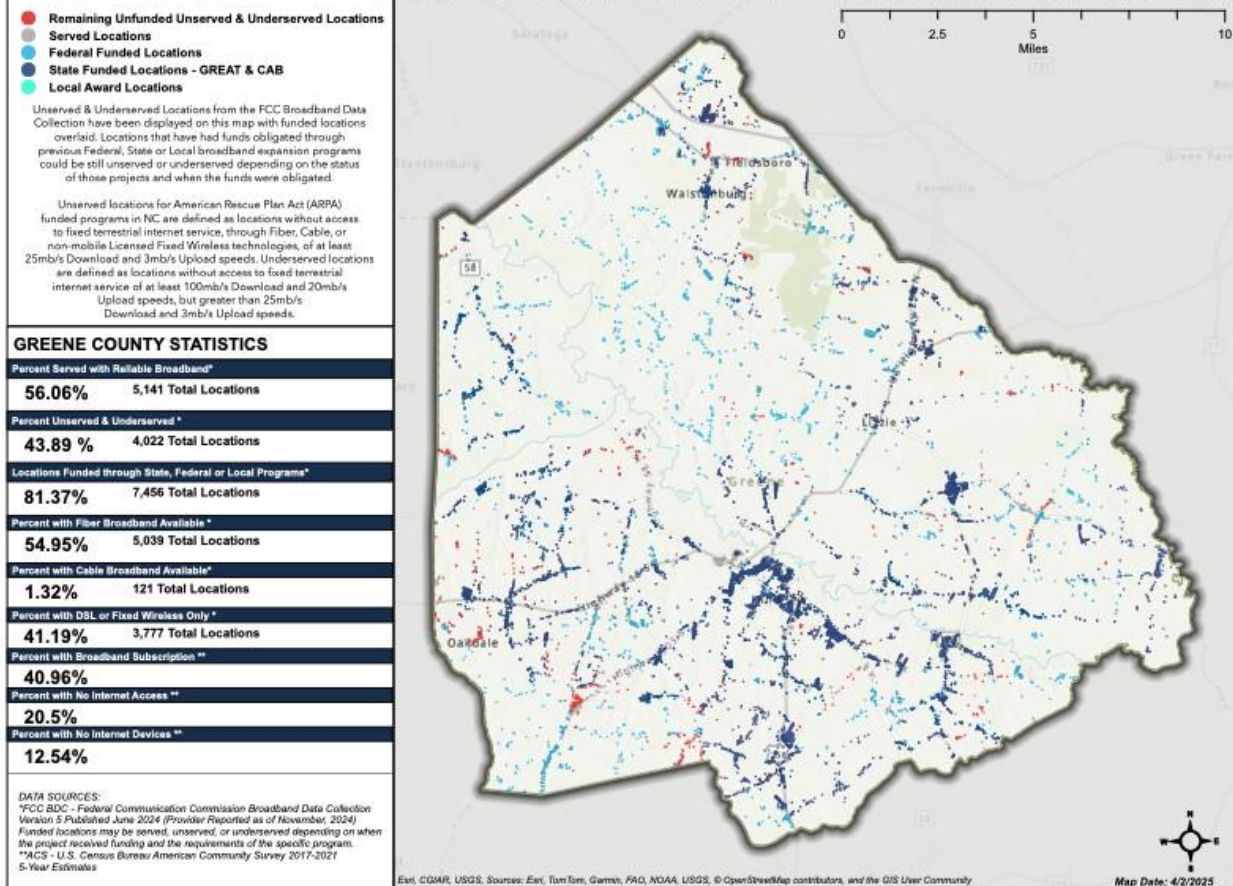 Remaining Unfunded Unserved & Underserved Locations
Served Locations
Federal Funded Locations
State Funded Locations - GREAT & CAB
Local Award Locations
Unserved & Underserved Locations from the FCC Broadband Data
Collection have been displayed on this map with funded locations
overlaid. Locations that have had funds obligated through
previous Federal, State or Local broadband expansion programs
could be still unserved or underserved depending on the status
of those projects and when the funds were obligated.
Unserved locations for American Rescue Plan Act (ARPA)
funded programs in NC are defined as locations without access
to fixed terrestrial internet service, through Fiber, Cable, or
non-mobile Licensed Fixed Wireless technologies, of at least
25mb/s Download and 3mb/s Upload speeds. Underserved locations
are defined as locations without access to fixed terrestrial
internet service of at least 100mb/s Download and 20mb/s
Upload speeds, but greater than 25mb/s
Download and 3mb/s Upload speeds.
GREENE COUNTY STATISTICS
Percent Served with Reliable Broadband*
56.06% 5,141 Total Locations
Percent Unserved & Underserved *
43.89 % 4,022 Total Locations
Locations Funded through State, Federal or Local Programs*
81.37% 7,456 Total Locations
Percent with Fiber Broadband Available *
54.95% 5,039 Total Locations
Percent with Cable Broadband Available*
1.32% 121 Total Locations
Percent with DSL or Fixed Wireless Only *
41.19% 3,777 Total Locations
Percent with Broadband Subscription **
40.96%
Percent with No Internet Access **
20.5%
Percent with No Internet Devices **
12.54%
DATA SOURCES:
*FCC BDC - Federal Communication Commission Broadband Data Collection
Version 5 Published June 2024 (Provider Reported as of November, 2024)
Funded locations may be served, unserved, or underserved depending on when
the project received funding and the requirements of the specific program.
**ACS - U.S. Census Bureau American Community Survey 2017-2021
5-Year Estimates
0 2.5 5 10
Miles
Saratoga
Stantonsburg
Fieldsboro
Walstonburg
Farmville
58
Lizzie
Greene
Oakdale
N
W E
S
Esri, CGIAR, USGS, Sources: Esri, TomTom, Garmin, FAO, NOAA, USGS, © OpenStreetMap contributors, and the GIS User Community
Map Date: 4/2/2025